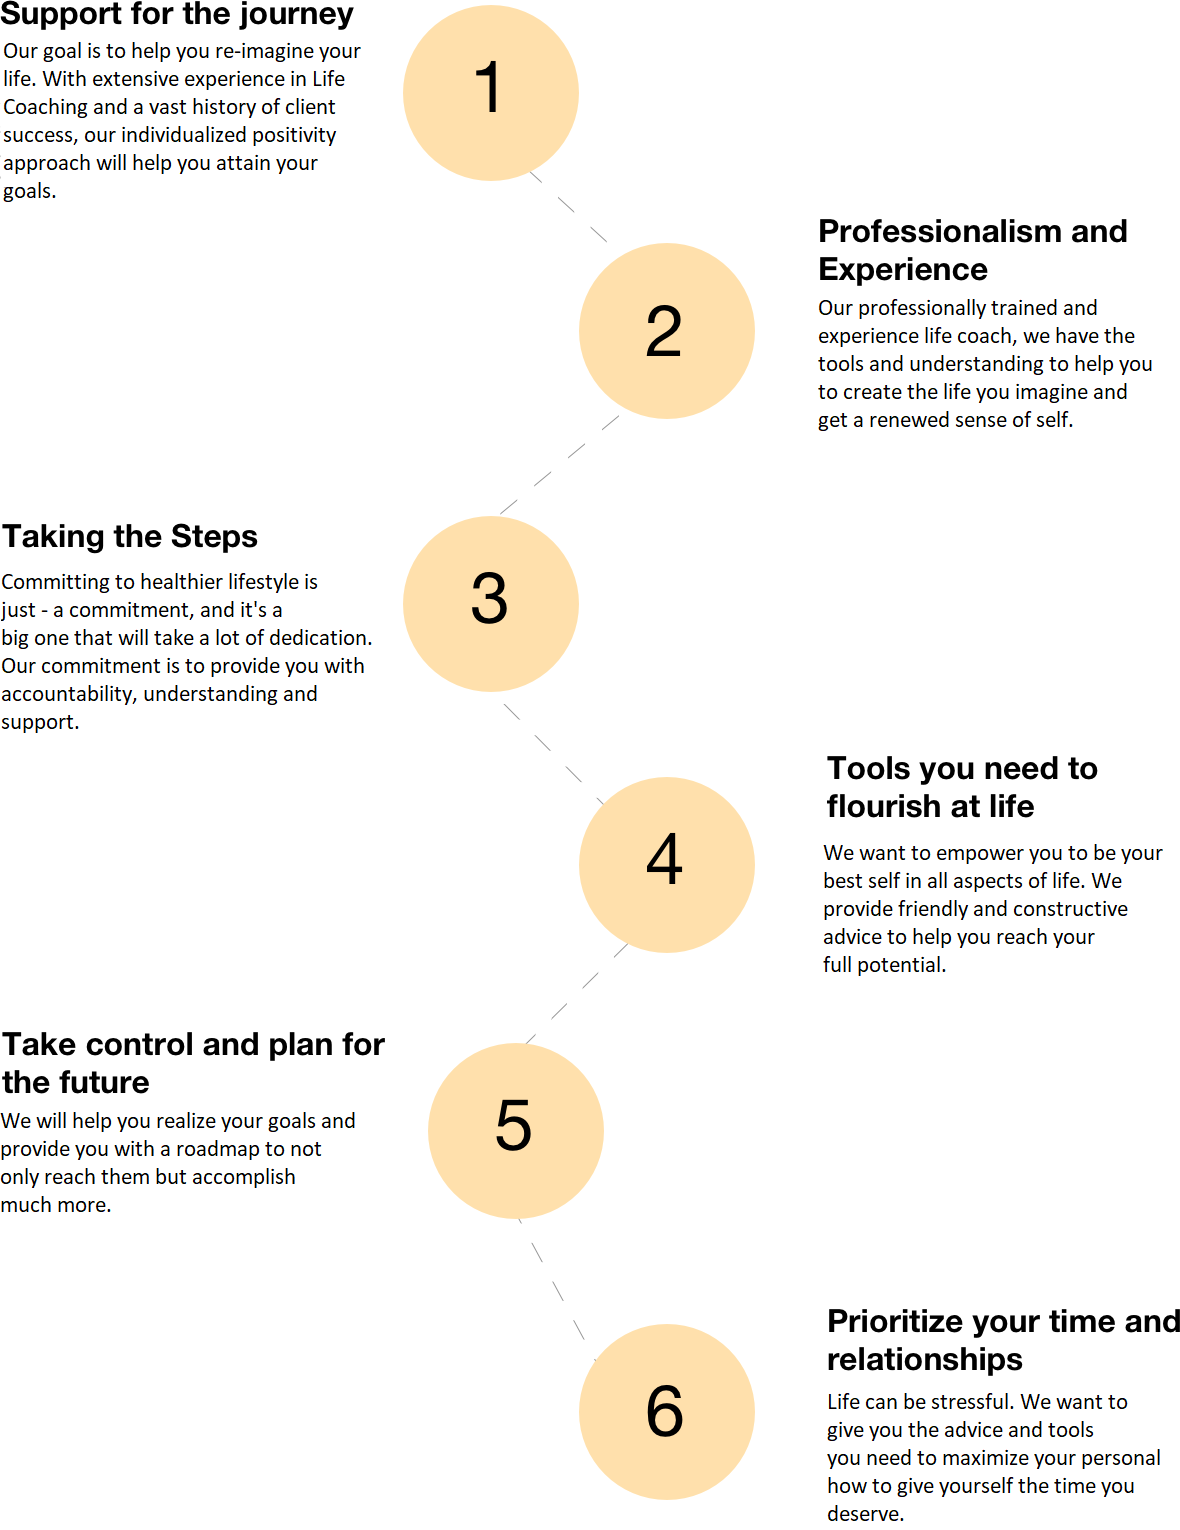 Support for the journey
Our goal is to help you re-imagine your
life. With extensive experience in Life
Coaching and a vast history of client
success, our individualized positivity
approach will help you attain your
goals.
1
Professionalism and
Experience
Our professionally trained and
experience life coach, we have the
tools and understanding to help you
to create the life you imagine and
get a renewed sense of self.
2
Taking the Steps
Committing to healthier lifestyle is
just - a commitment, and it's a
big one that will take a lot of dedication.
Our commitment is to provide you with
accountability, understanding and
support.
3
Tools you need to
flourish at life
We want to empower you to be your
best self in all aspects of life. We
provide friendly and constructive
advice to help you reach your
full potential.
4
Take control and plan for
the future
We will help you realize your goals and
provide you with a roadmap to not
only reach them but accomplish
much more.
5
Prioritize your time and
relationships
Life can be stressful. We want to
give you the advice and tools
you need to maximize your personal
how to give yourself the time you
deserve.
6